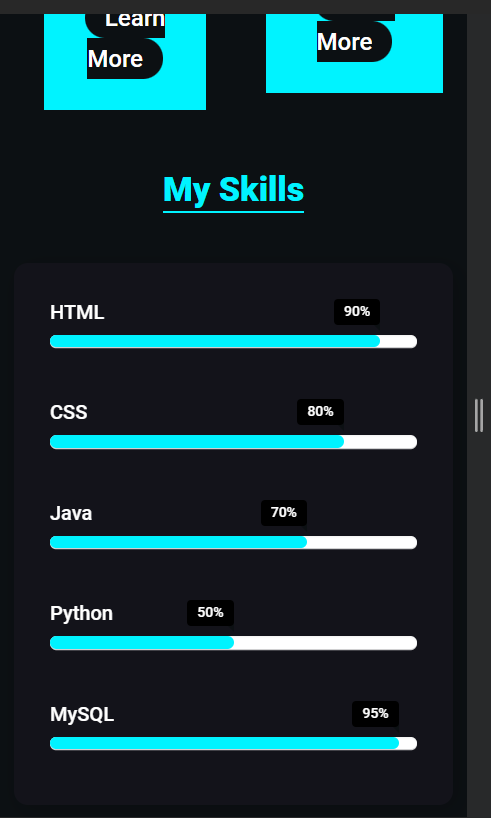 Learn
More
More
My Skills
HTML 90%
CSS 80%
Java 70%
Python 50%
MySQL 95%